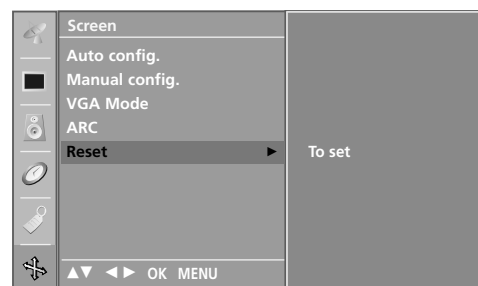 Screen
Auto config.
Manual config.
VGA Mode
ARC
Reset ► To set
▲▼ ◄► OK MENU